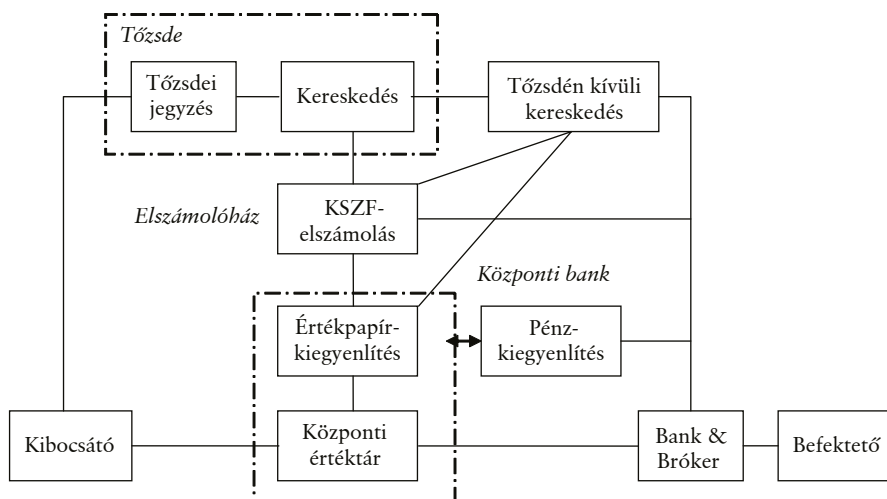 Tőzsde
Tőzsdei
jegyzés
Kereskedés
Tőzsdén kívüli
kereskedés
Elszámolóház
KSZF-
elszámolás
Központi bank
Értékpapír-
kiegyenlítés
Pénz-
kiegyenlítés
Kibocsátó
Központi
értéktár
Bank &
Bróker
Befektető